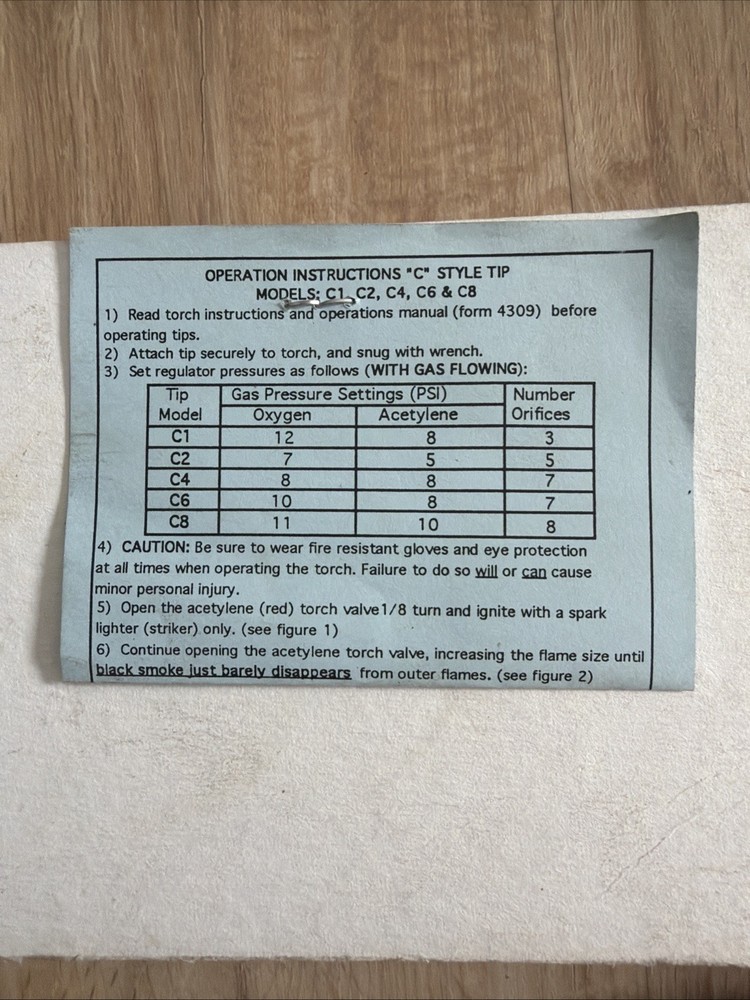 OPERATION INSTRUCTIONS "C" STYLE TIP
MODELS: C1, C2, C4, C6 & C8
1) Read torch instructions and operations manual (form 4309) before
operating tips.
2) Attach tip securely to torch, and snug with wrench.
3) Set regulator pressures as follows (WITH GAS FLOWING):
Tip Gas Pressure Settings (PSI) Number
Model Oxygen Acetylene Orifices
C1 12 8 3
C2 7 5 5
C4 8 8 7
C6 10 8 7
C8 11 10 8
4) CAUTION: Be sure to wear fire resistant gloves and eye protection
at all times when operating the torch. Failure to do so will or can cause
minor personal injury.
5) Open the acetylene (red) torch valve1/8 turn and ignite with a spark
lighter (striker) only. (see figure 1)
6) Continue opening the acetylene torch valve, increasing the flame size until
black smoke just barely disappears from outer flames. (see figure 2)